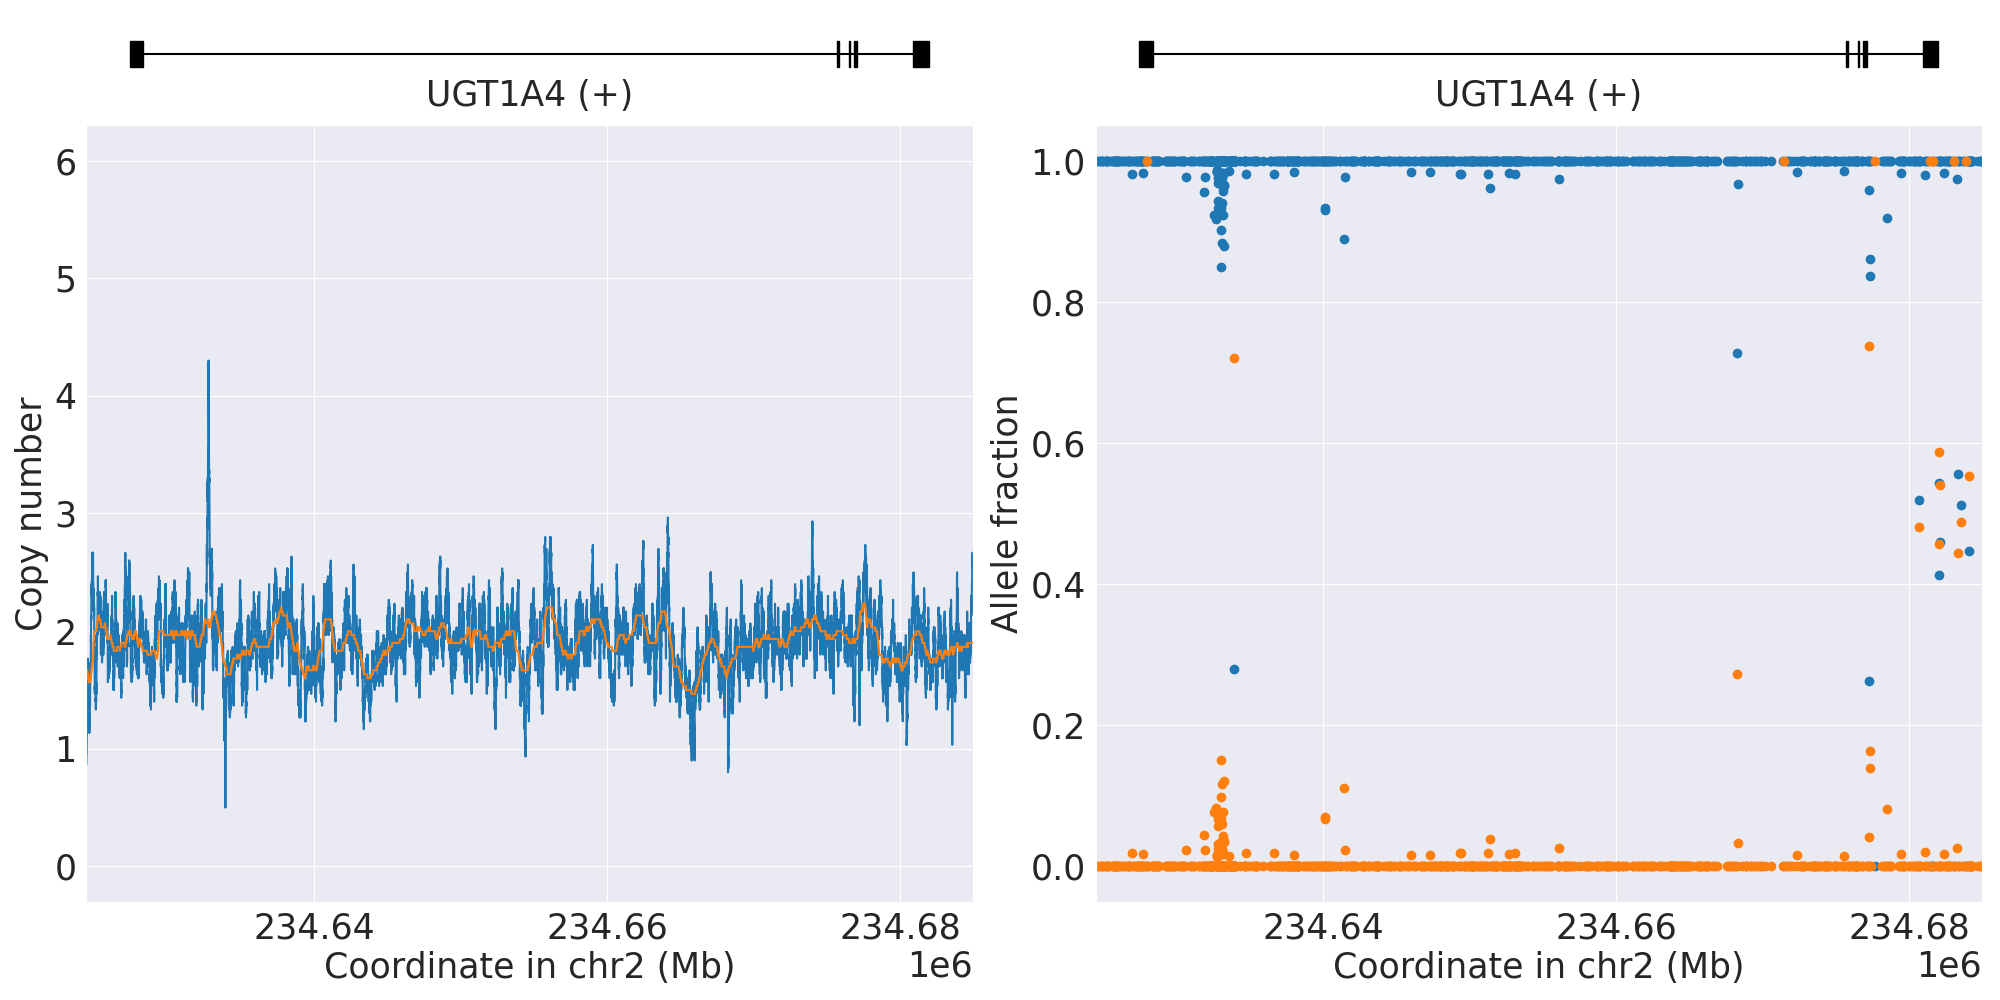 UGT1A4 (+)
6
5
4
3
2
1
0
Copy number
234.64 234.66 234.68
1e6
Coordinate in chr2 (Mb)
UGT1A4 (+)
1.0
0.8
0.6
0.4
0.2
0.0
Allele fraction
234.64 234.66 234.68
1e6
Coordinate in chr2 (Mb)